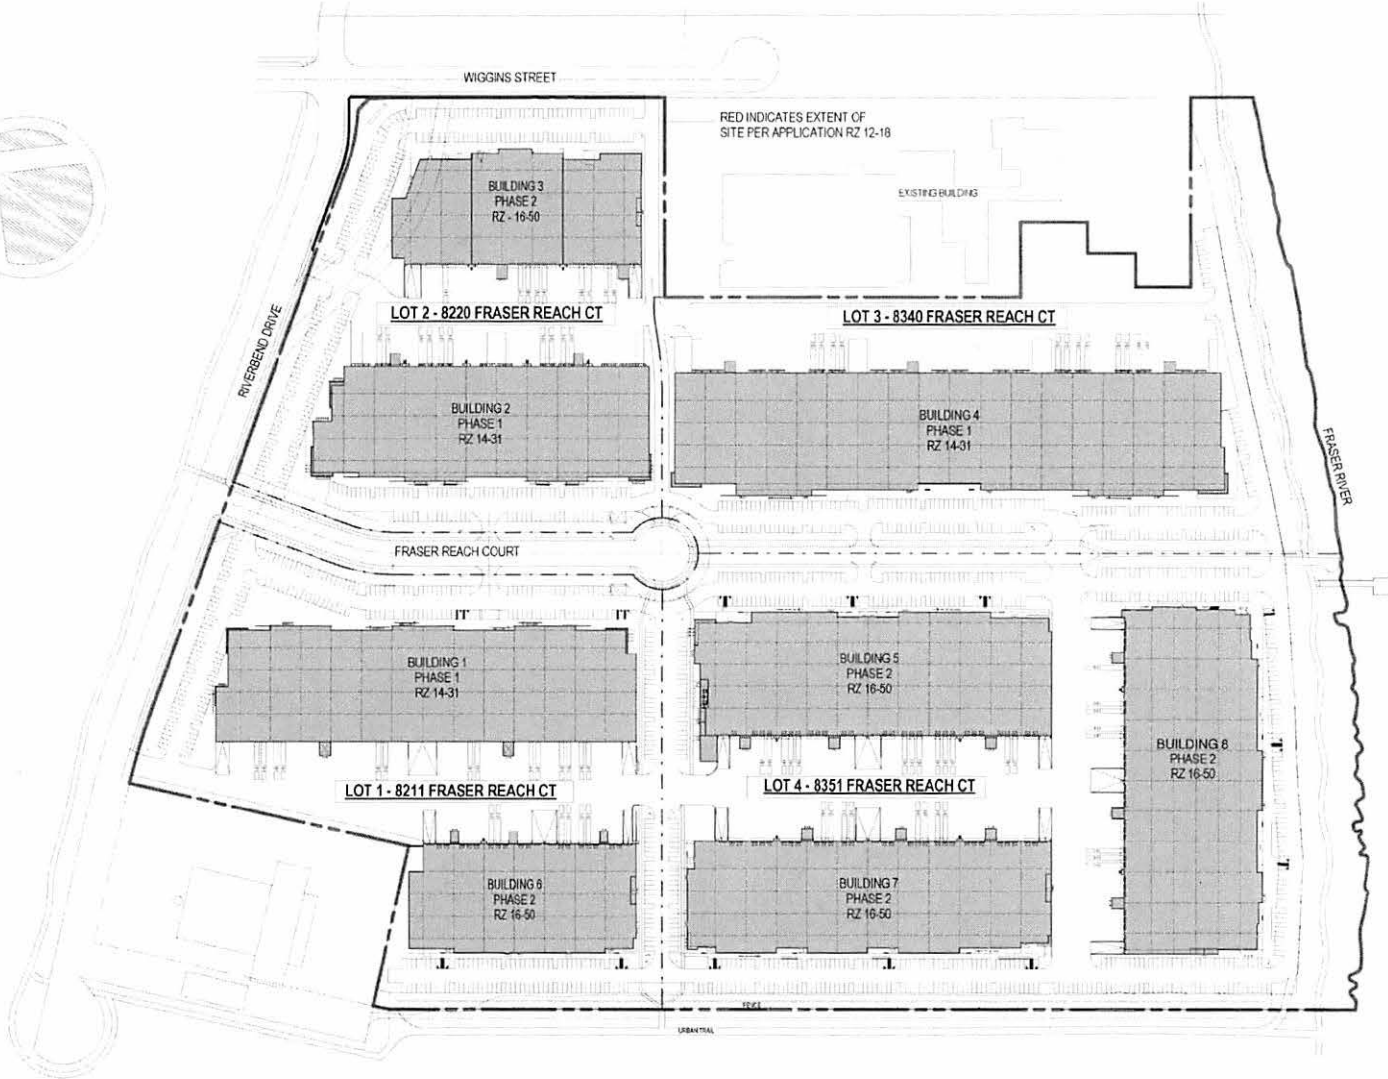 WIGGINS STREET
RED INDICATES EXTENT OF
SITE PER APPLICATION RZ 12-18
BUILDING 3
PHASE 2
RZ - 16-50
EXISTING BUILDING
LOT 2 - 8220 FRASER REACH CT
LOT 3 - 8340 FRASER REACH CT
RIVERBEND DRIVE
BUILDING 2
PHASE 1
RZ 14-31
BUILDING 4
PHASE 1
RZ 14-31
FRASER RIVER
FRASER REACH COURT
BUILDING 1
PHASE 1
RZ 14-31
BUILDING 5
PHASE 2
RZ 16-50
BUILDING 8
PHASE 2
RZ 16-50
LOT 1 - 8211 FRASER REACH CT
LOT 4 - 8351 FRASER REACH CT
BUILDING 6
PHASE 2
RZ 16-50
BUILDING 7
PHASE 2
RZ 16-50
FENCE
URBAN TRAIL